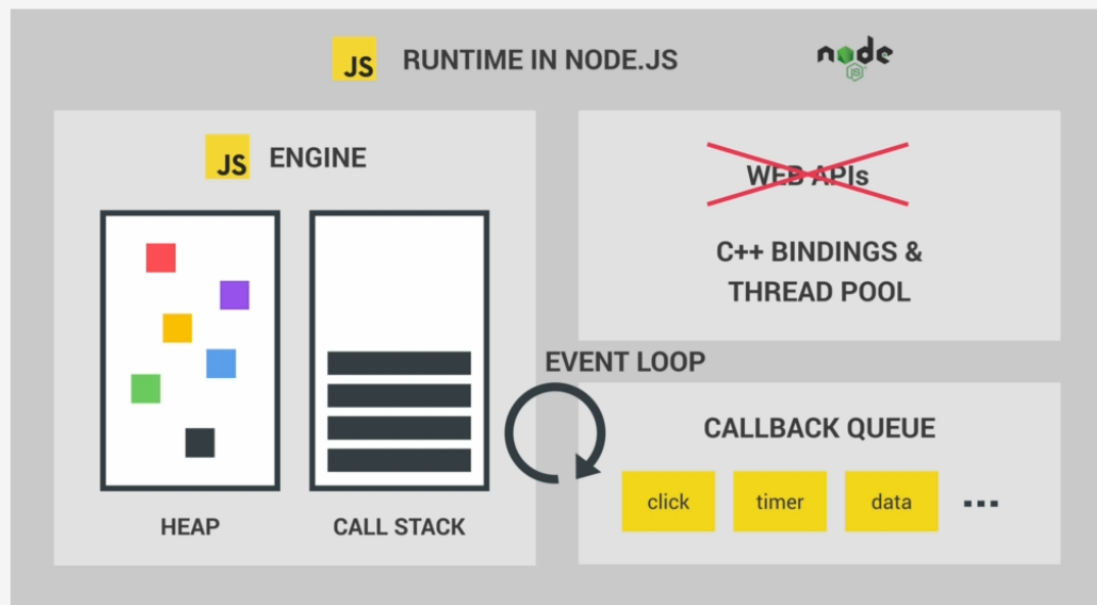 JS RUNTIME IN NODE.JS
node
JS
JS ENGINE
HEAP
CALL STACK
WEB APIs
C++ BINDINGS &
THREAD POOL
EVENT LOOP
CALLBACK QUEUE
click timer data ...